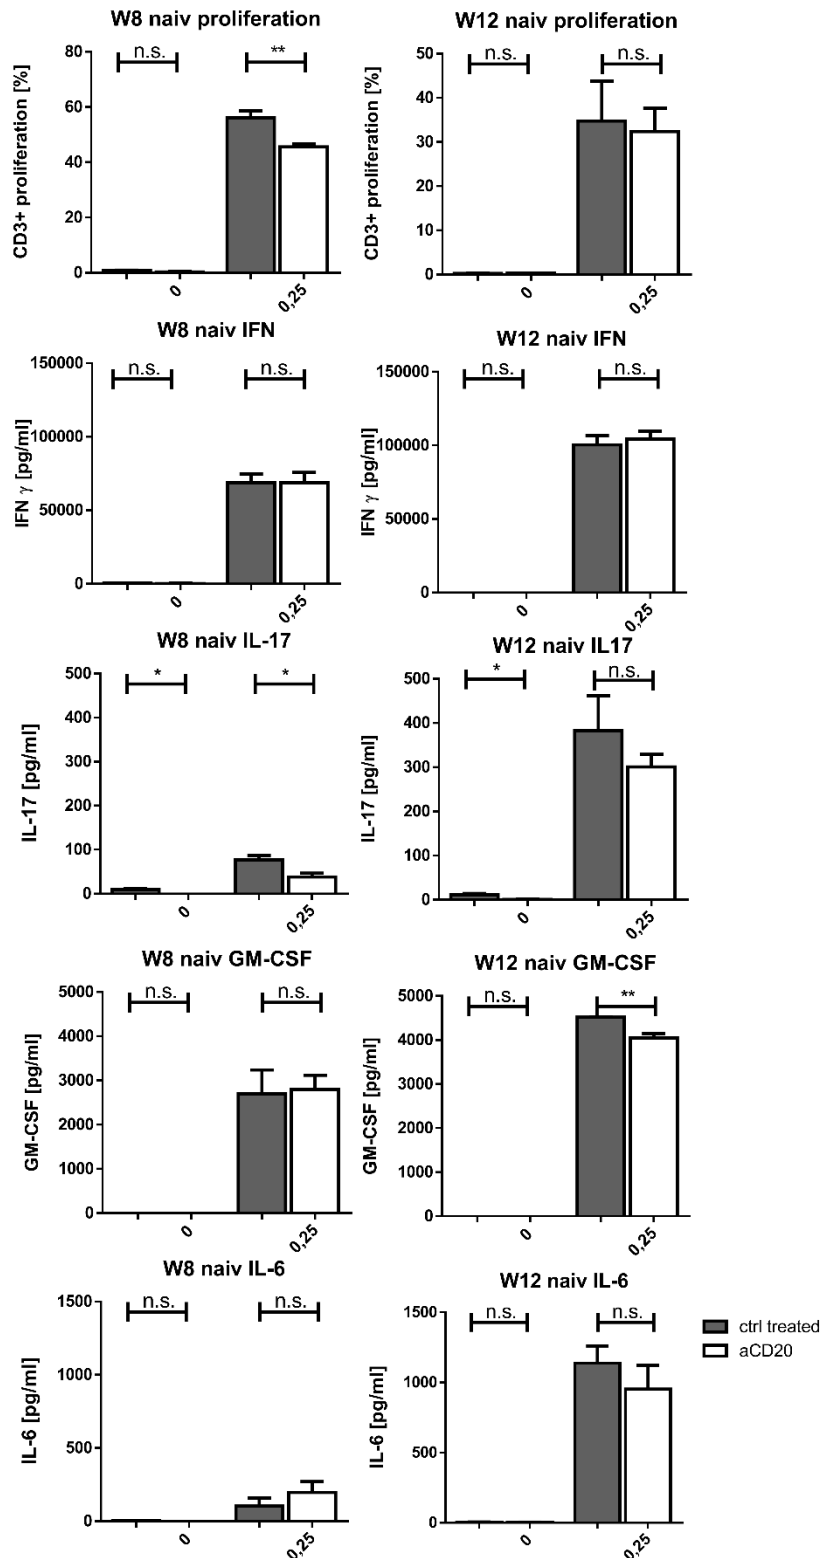 W8 naiv proliferation
CD3+ proliferation [%]
80
60
40
20
0
n.s.
**
0
0,25
W12 naiv proliferation
CD3+ proliferation [%]
50
40
30
20
10
0
n.s.
n.s.
0
0,25
W8 naiv IFN
IFN γ [pg/ml]
150000
100000
50000
0
n.s.
n.s.
0
0,25
W12 naiv IFN
IFN γ [pg/ml]
150000
100000
50000
0
n.s.
n.s.
0
0,25
W8 naiv IL-17
IL-17 [pg/ml]
500
400
300
200
100
0
*
*
0
0,25
W12 naiv IL17
IL-17 [pg/ml]
500
400
300
200
100
0
*
n.s.
0
0,25
W8 naiv GM-CSF
GM-CSF [pg/ml]
5000
4000
3000
2000
1000
0
n.s.
n.s.
0
0,25
W12 naiv GM-CSF
GM-CSF [pg/ml]
5000
4000
3000
2000
1000
0
n.s.
**
0
0,25
W8 naiv IL-6
IL-6 [pg/ml]
1500
1000
500
0
n.s.
n.s.
0
0,25
W12 naiv IL-6
IL-6 [pg/ml]
1500
1000
500
0
n.s.
n.s.
0
0,25
ctrl treated
aCD20